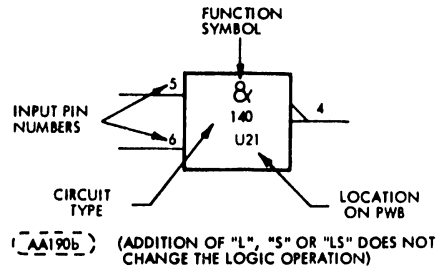 FUNCTION
SYMBOL
5
&
4
INPUT PIN
NUMBERS
140
6
U21
CIRCUIT
TYPE
LOCATION
ON PWB
AA190b (ADDITION OF "L", "S" OR "LS" DOES NOT
CHANGE THE LOGIC OPERATION)